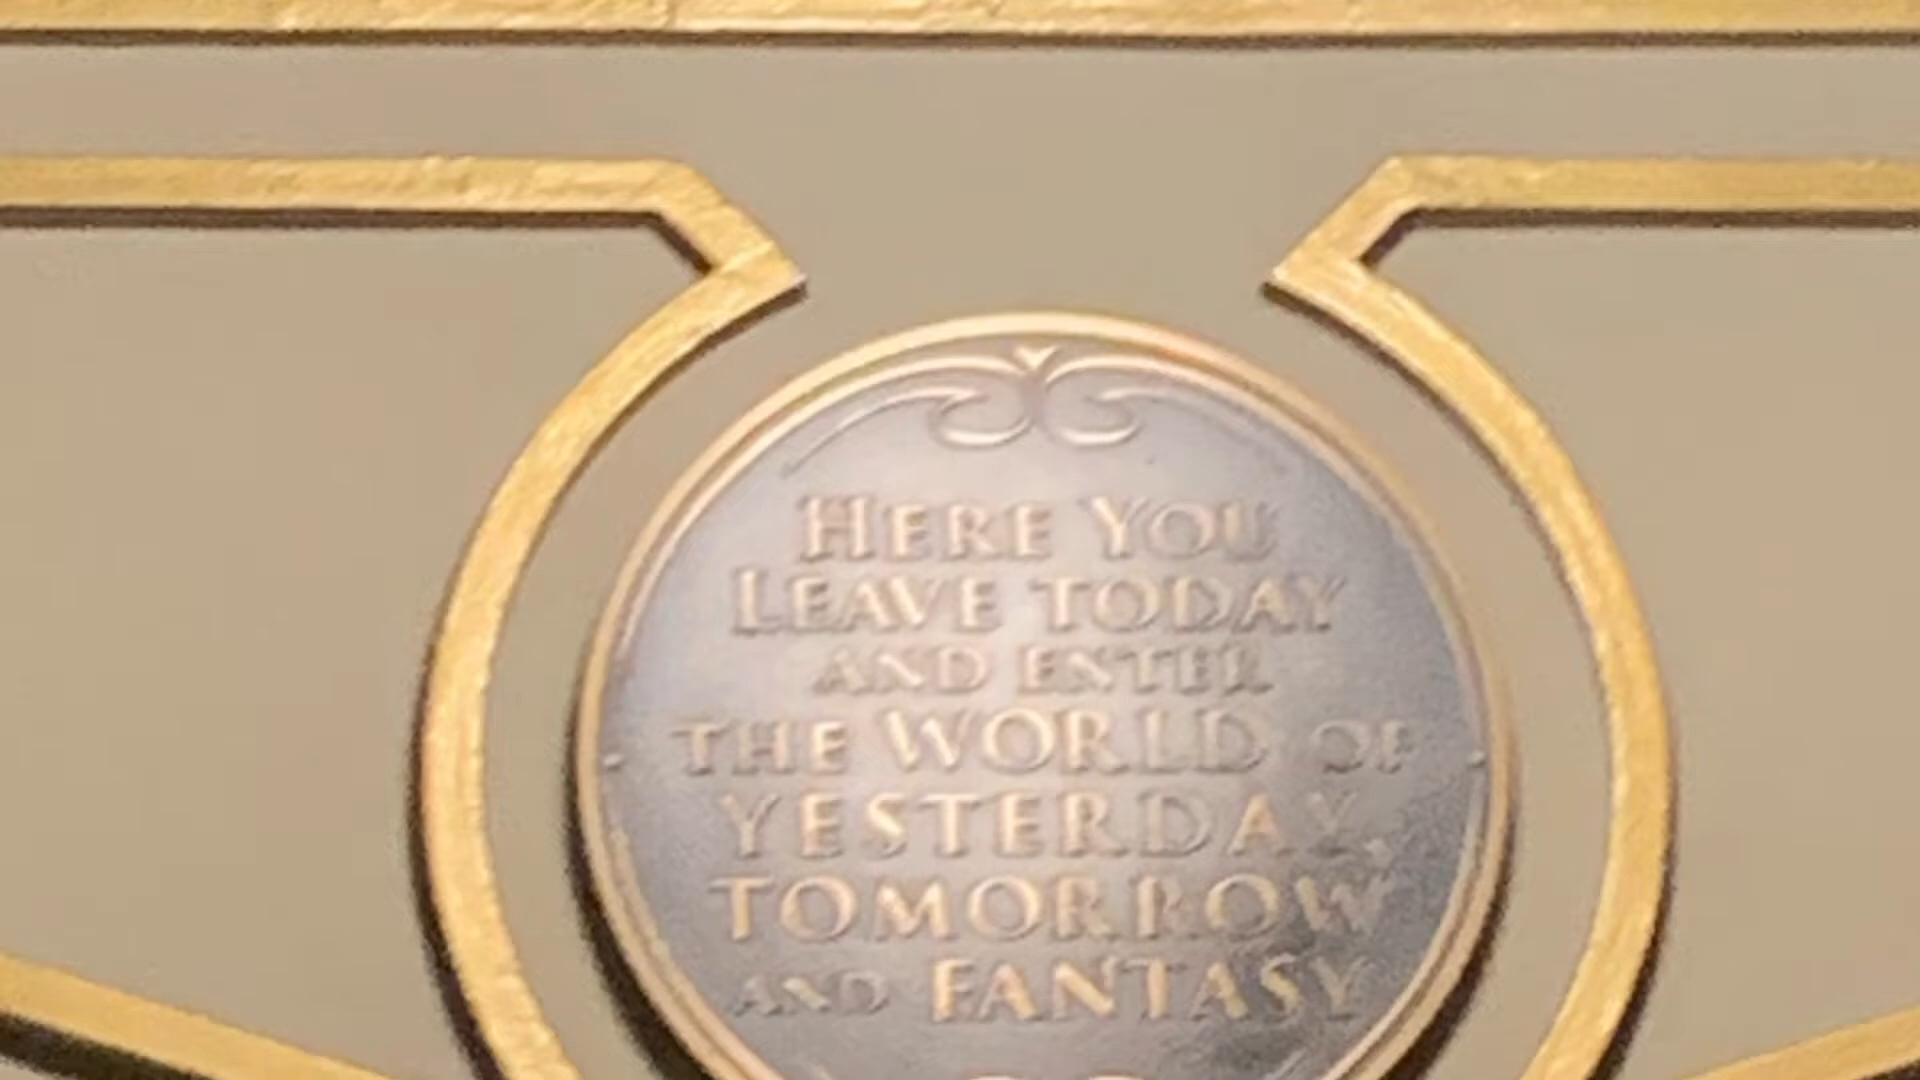 HERE YOU
LEAVE TODAY
AND ENTER
THE WORLD OF
YESTERDAY,
TOMORROW
AND FANTASY